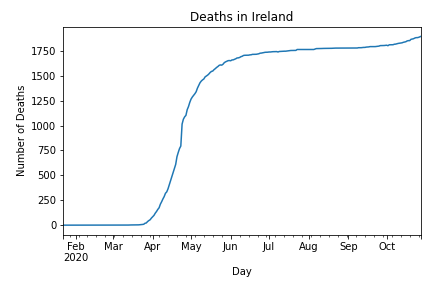 Deaths in Ireland
Number of Deaths
1750
1500
1250
1000
750
500
250
0
Feb Mar Apr May Jun Jul Aug Sep Oct
2020
Day